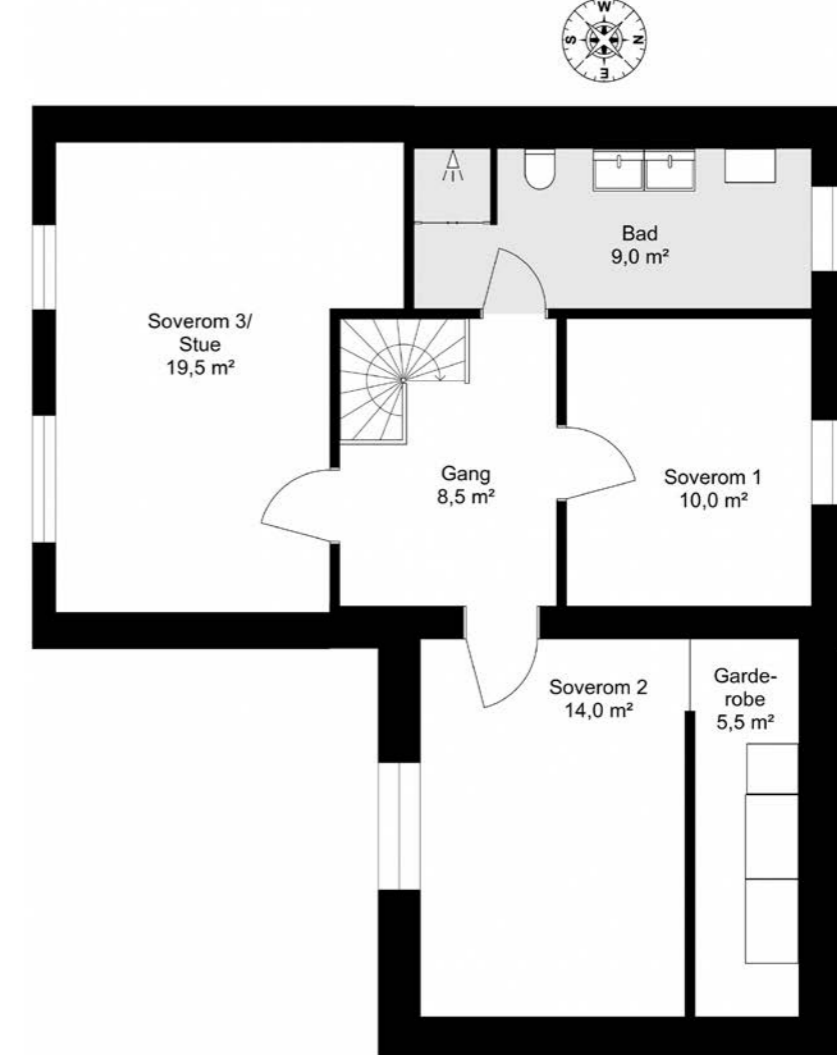 W
S
N
E
Bad
9,0 m²
Soverom 3/
Stue
19,5 m²
Gang
8,5 m²
Soverom 1
10,0 m²
Soverom 2
14,0 m²
Garde-
robe
5,5 m²